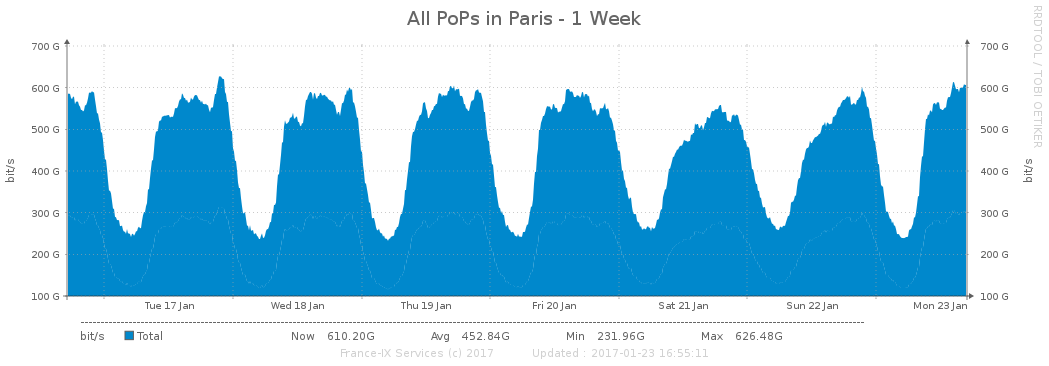 All PoPs in Paris - 1 Week
RRDTOOL / TOBI OETIKER
700 G 700 G
600 G 600 G
500 G 500 G
400 G 400 G
300 G 300 G
200 G 200 G
100 G 100 G
bit/s bit/s
Tue 17 Jan Wed 18 Jan Thu 19 Jan Fri 20 Jan Sat 21 Jan Sun 22 Jan Mon 23 Jan
bit/s Total Now 610.20G Avg 452.84G Min 231.96G Max 626.48G
France-IX Services (c) 2017 Updated : 2017-01-23 16:55:11